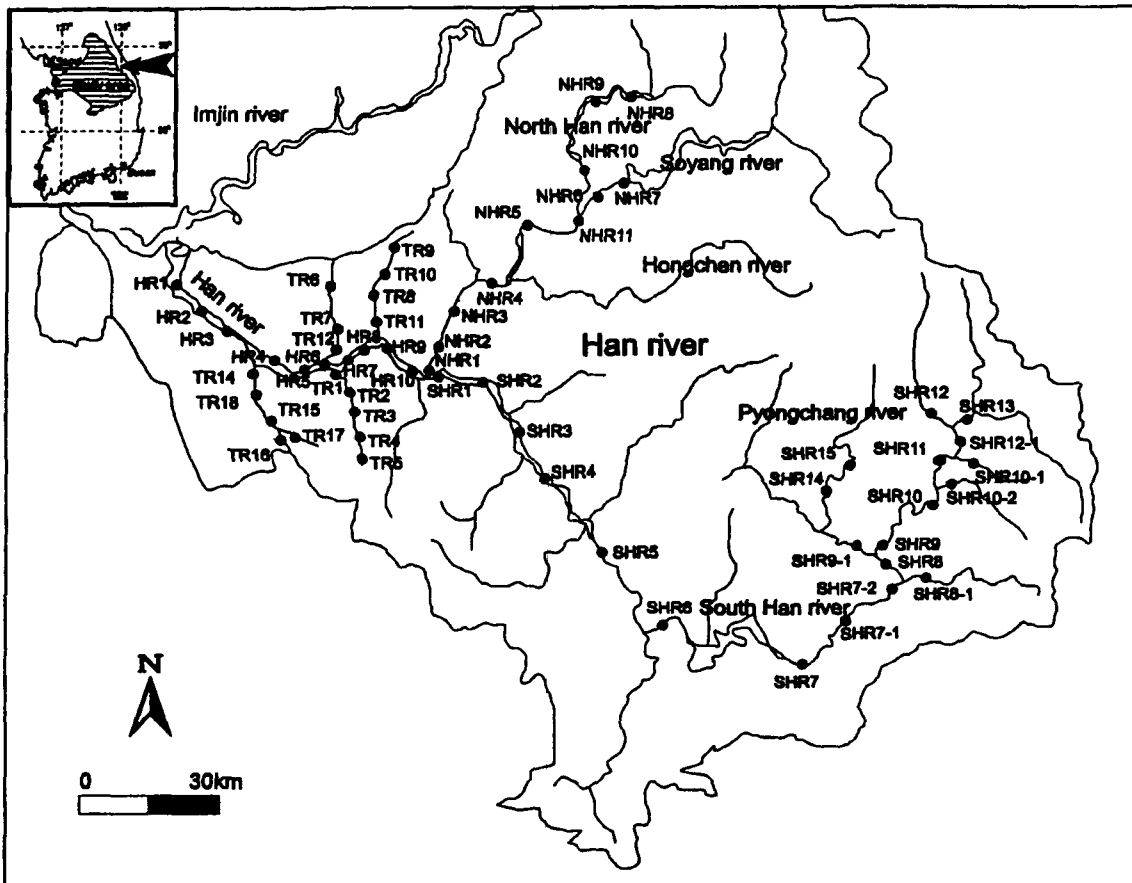 127°
Imjin river
NHR9
NHR8
North Han river
Soyang river
NHR10
NHR6
NHR7
NHR5
NHR11
Hongchen river
NHR4
NHR3
NHR2
NHR1
TR9
TR10
TR6
TR8
TR7
TR11
TR12
HR1
Han river
HR2
HR3
HR4
HR6
HR8
HR9
HR5
HR7
HR10
TR14
TR1
TR2
TR18
TR3
TR15
TR4
TR17
TR16
TR5
Han river
SHR1
SHR2
SHR3
SHR4
SHR5
Pyongchang river
SHR12
SHR13
SHR15
SHR11
SHR12-1
SHR14
SHR10-1
SHR10
SHR10-2
SHR9
SHR9-1
SHR8
SHR7-2
SHR8-1
SHR6
South Han river
SHR7-1
SHR7
N
0
30km